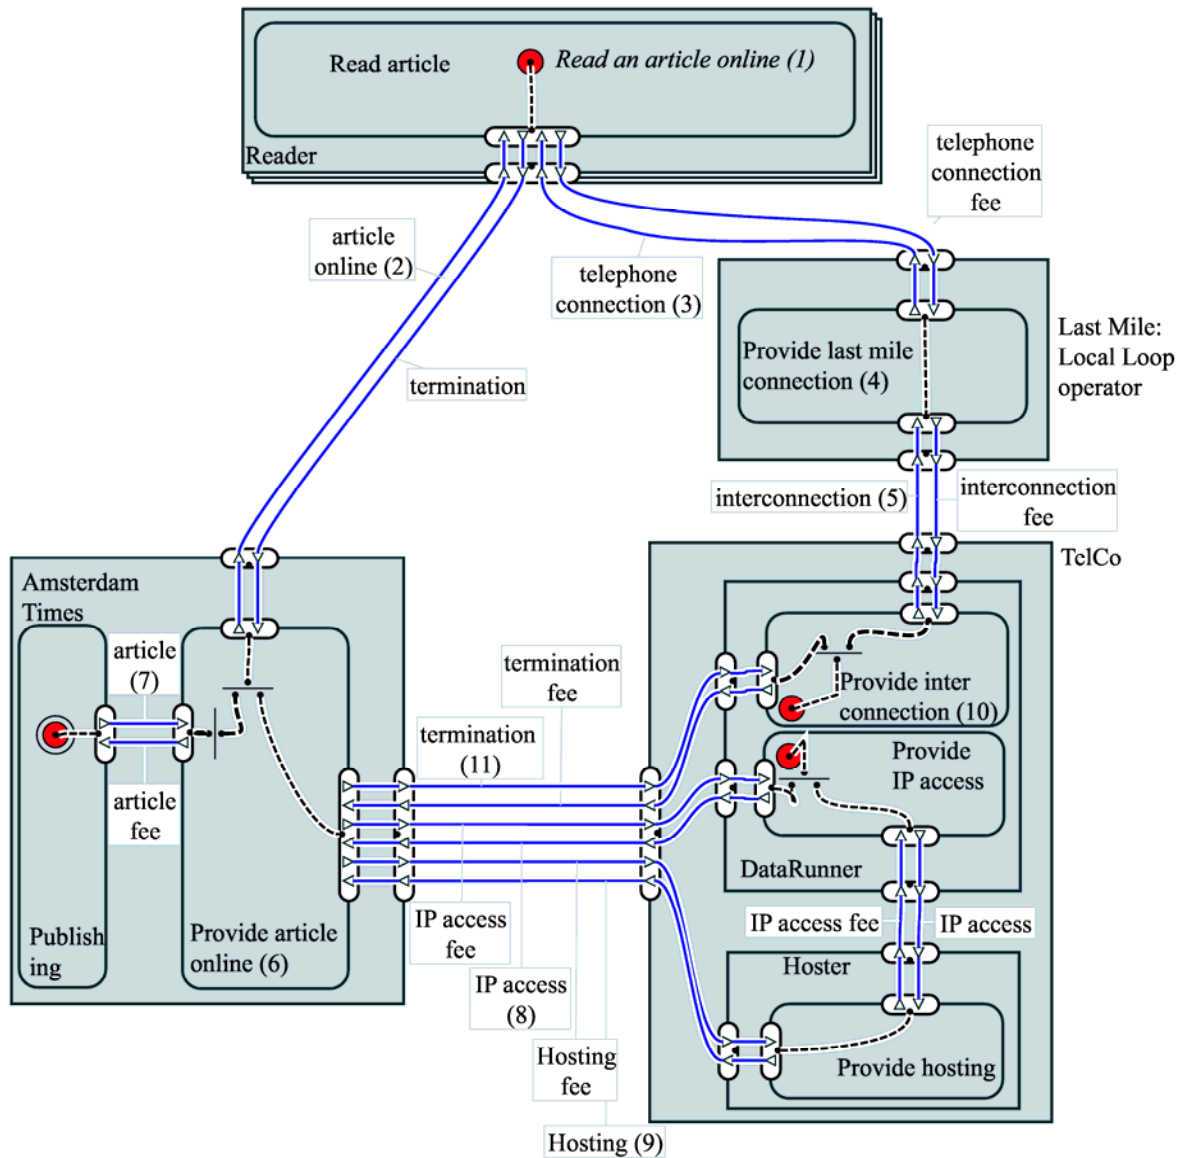 Read article
Read an article online (1)
Reader
telephone
connection
fee
article
online (2)
telephone
connection (3)
Last Mile:
Local Loop
operator
Provide last mile
connection (4)
termination
interconnection (5)
interconnection
fee
TelCo
Amsterdam
Times
article
(7)
termination
fee
Provide inter
connection (10)
termination
(11)
Provide
IP access
article
fee
DataRunner
IP access
fee
IP access fee
IP access
Publish
ing
Provide article
online (6)
Hoster
IP access
(8)
Hosting
fee
Provide hosting
Hosting (9)